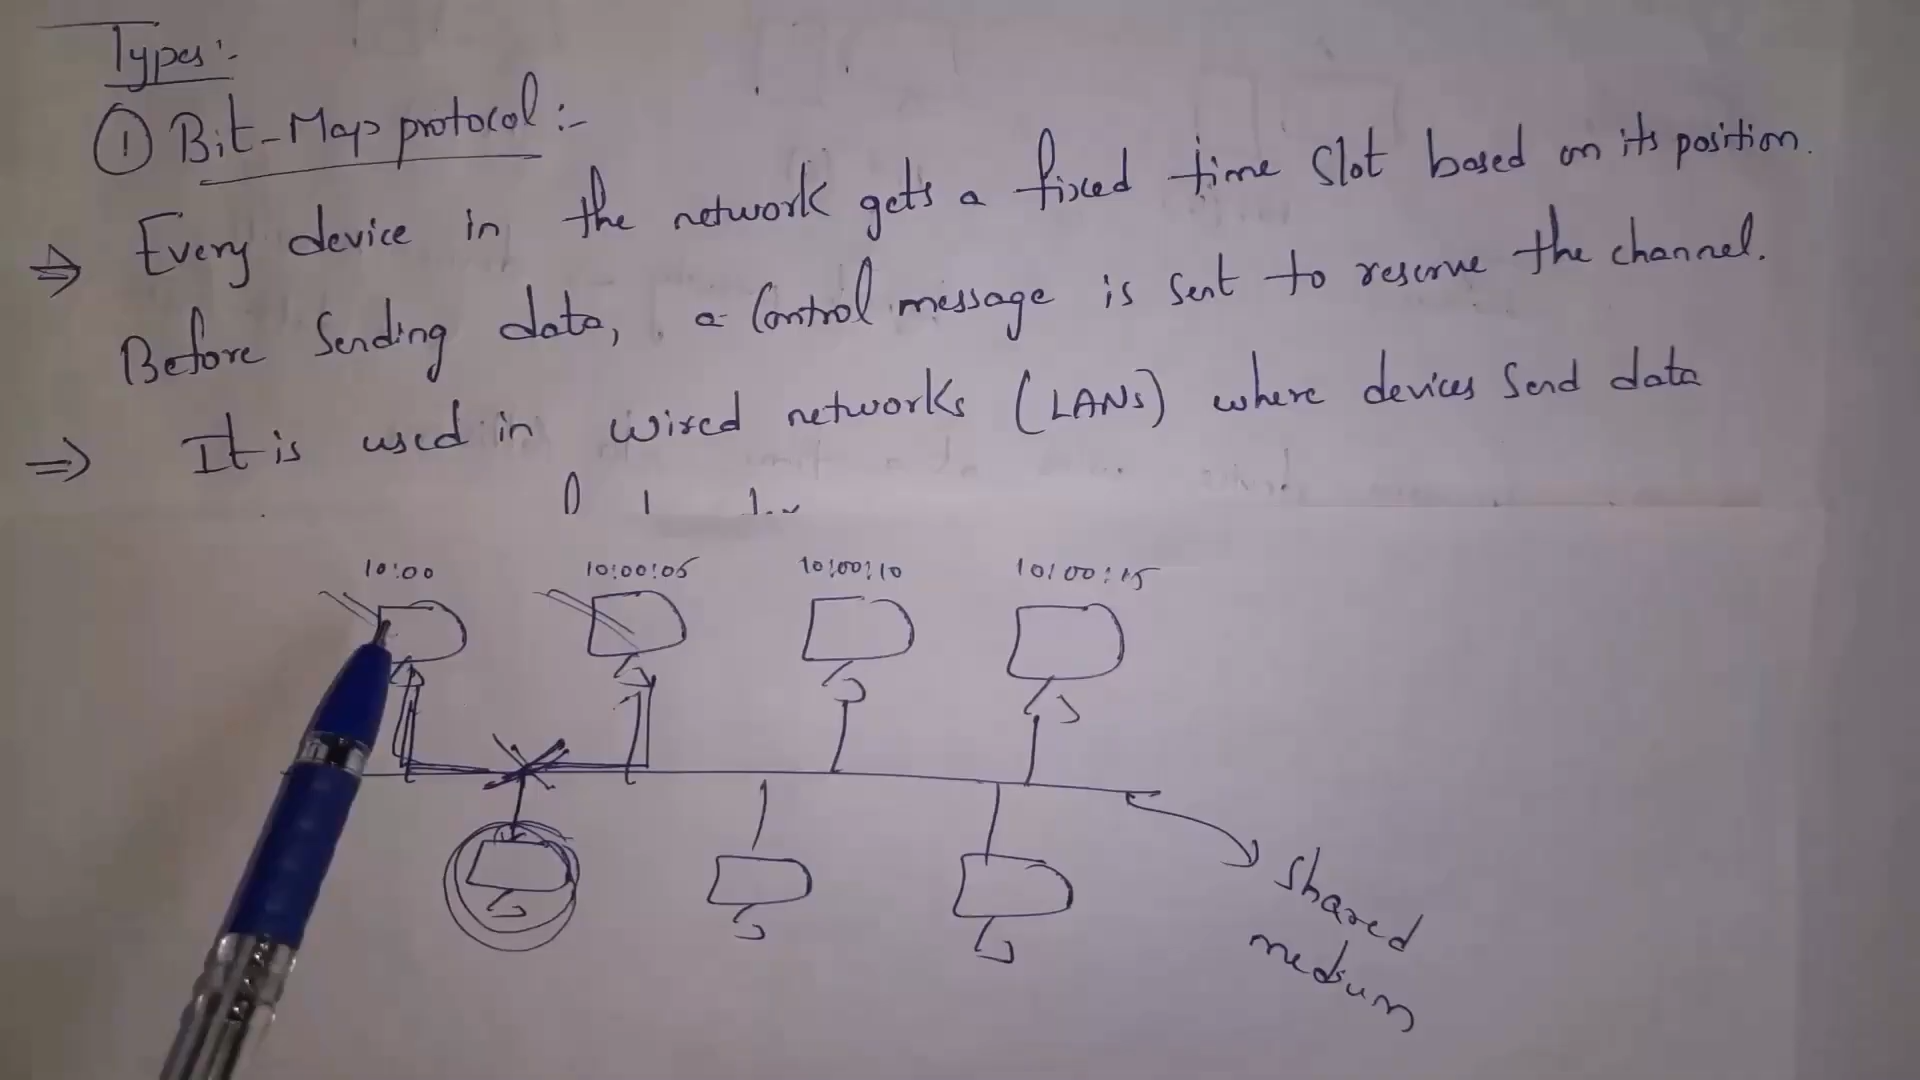 Types:-
① Bit-Map protocol:-
⇒ Every device in the network gets a fixed time slot based on its position.
Before Sending data, a Control message is sent to reserve the channel.
⇒ It is used in wired networks (LANs) where devices Send data
10:00 10:00:05 10:00:10 10:00:15
Shared
medium